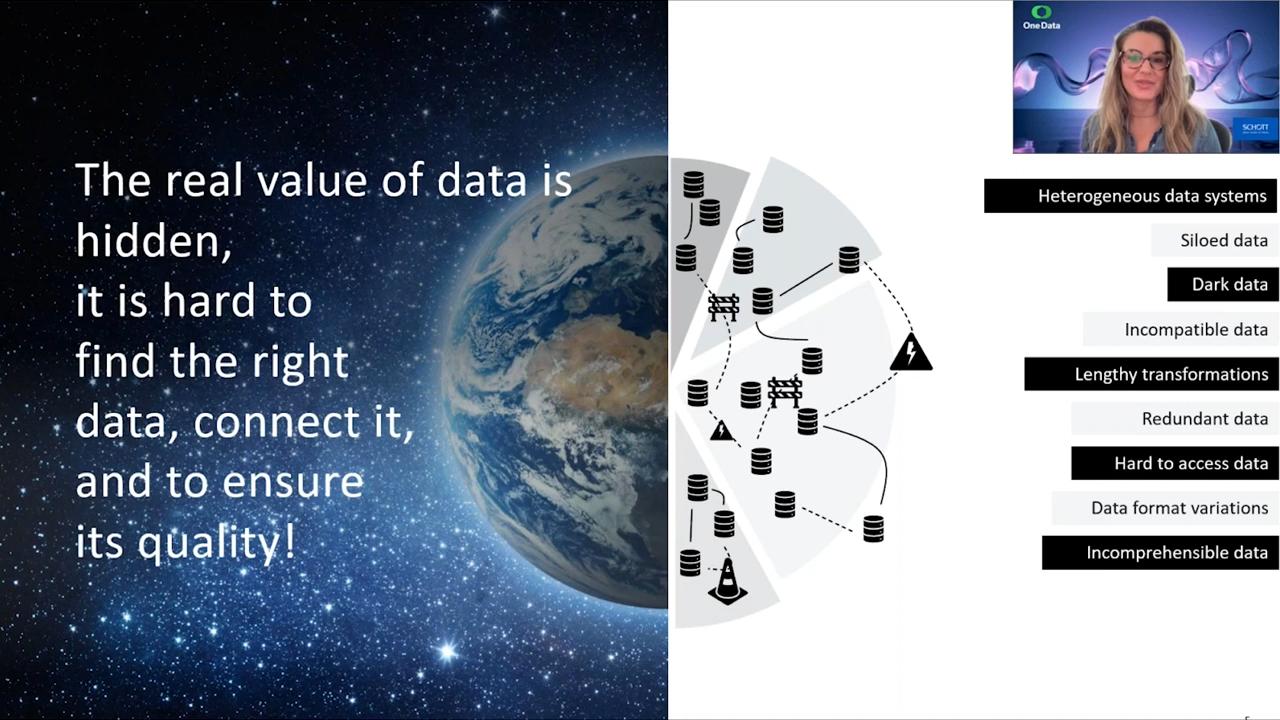 The real value of data is
hidden,
it is hard to
find the right
data, connect it,
and to ensure
its quality!
One Data
SCHOTT
Heterogeneous data systems
Siloed data
Dark data
Incompatible data
Lengthy transformations
Redundant data
Hard to access data
Data format variations
Incomprehensible data